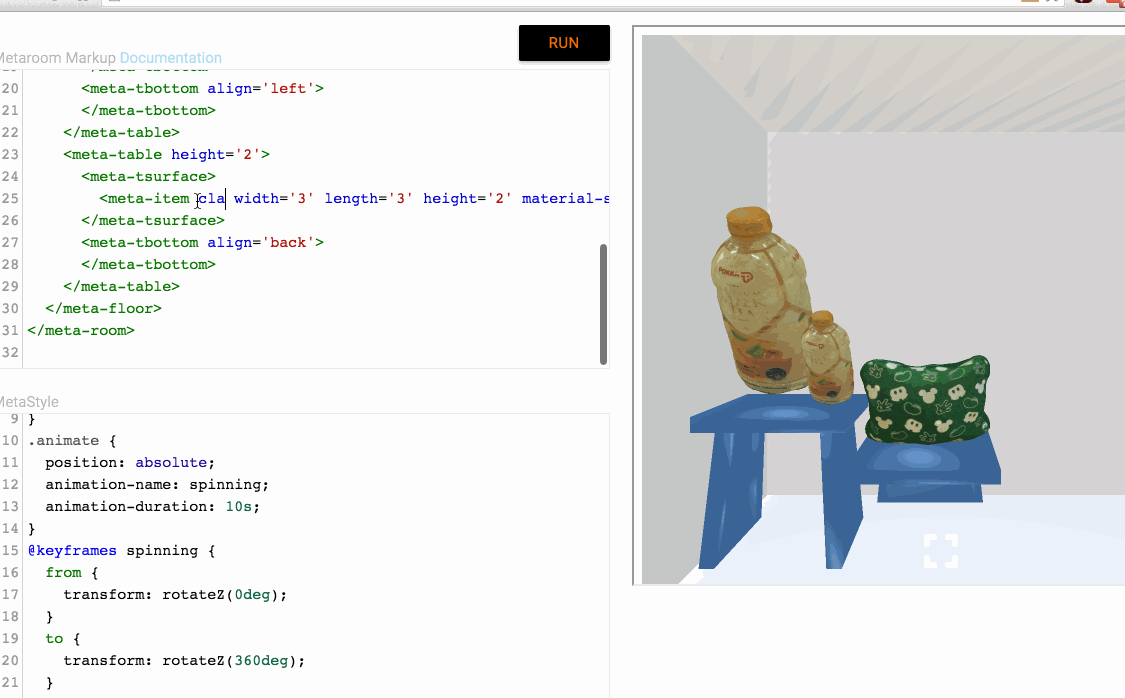 RUN
Metaroom Markup Documentation
20 <meta-tbottom align='left'>
21 </meta-tbottom>
22 </meta-table>
23 <meta-table height='2'>
24 <meta-tsurface>
25 <meta-item cla width='3' length='3' height='2' material-s
26 </meta-tsurface>
27 <meta-tbottom align='back'>
28 </meta-tbottom>
29 </meta-table>
30 </meta-floor>
31 </meta-room>
32
MetaStyle
9 }
10 .animate {
11 position: absolute;
12 animation-name: spinning;
13 animation-duration: 10s;
14 }
15 @keyframes spinning {
16 from {
17 transform: rotateZ(0deg);
18 }
19 to {
20 transform: rotateZ(360deg);
21 }
POKKA